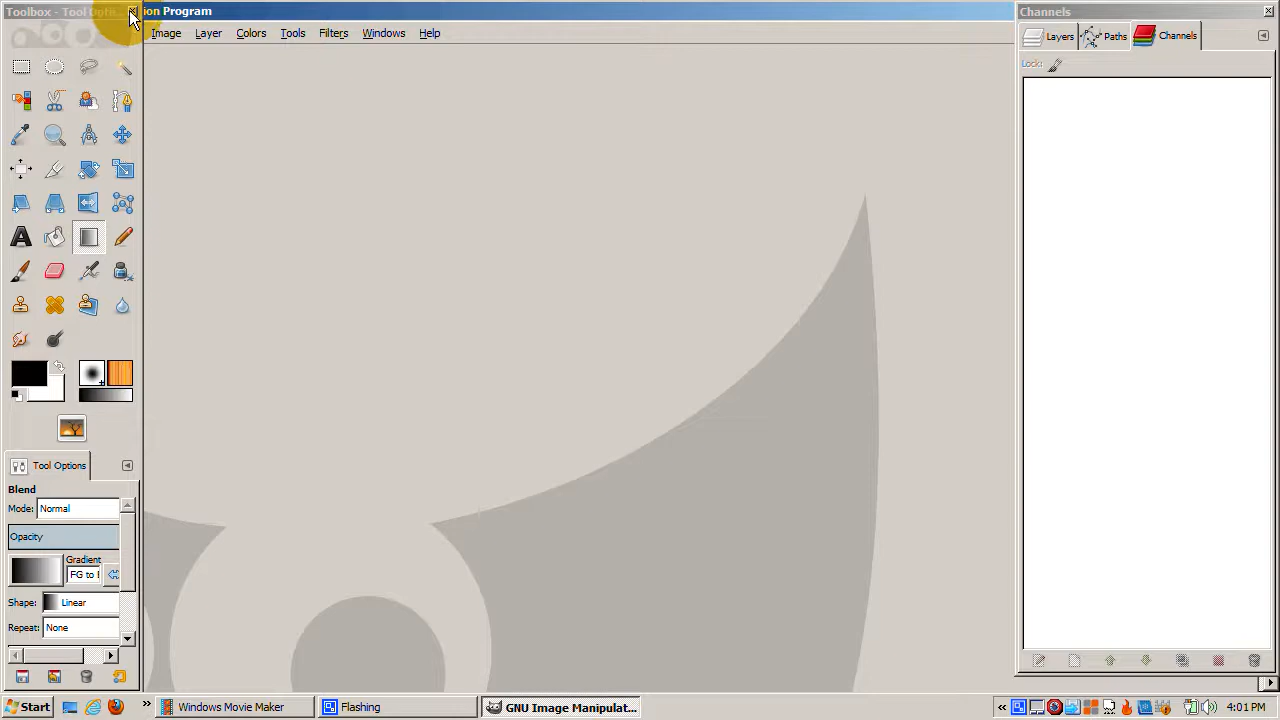 Toolbox - Tool Opti
ion Program
Channels
Image Layer Colors Tools Filters Windows Help
Layers Paths Channels
Lock:
Tool Options
Blend
Mode: Normal
Opacity
Gradient
FG to
Shape: Linear
Repeat: None
Start Windows Movie Maker Flashing GNU Image Manipulat... 4:01 PM